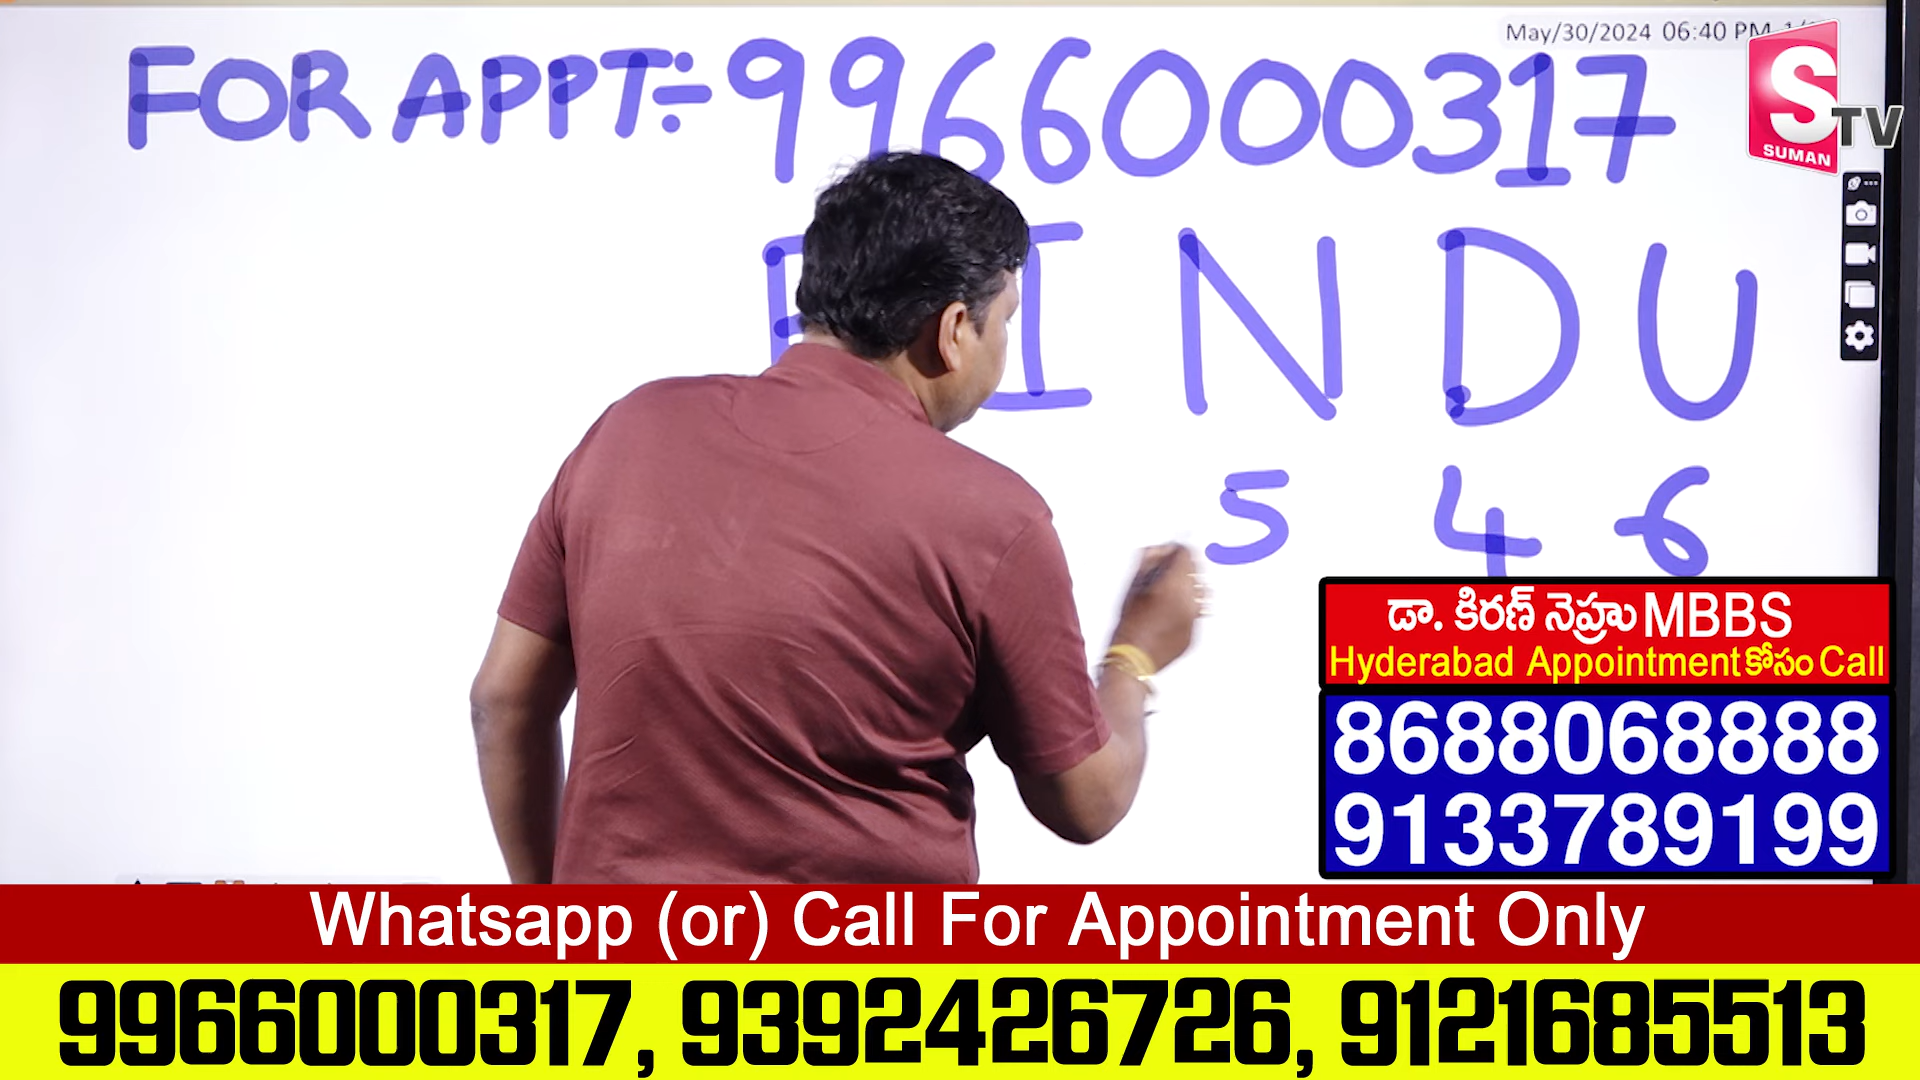 May/30/2024 06:40 PM
FOR APPT:- 9966000317
S TV
SUMAN
INDU
5 4 6
డా. కిరణ్ నెహ్రు MBBS
Hyderabad Appointment కోసం Call
8688068888
9133789199
Whatsapp (or) Call For Appointment Only
9966000317, 9392426726, 9121685513